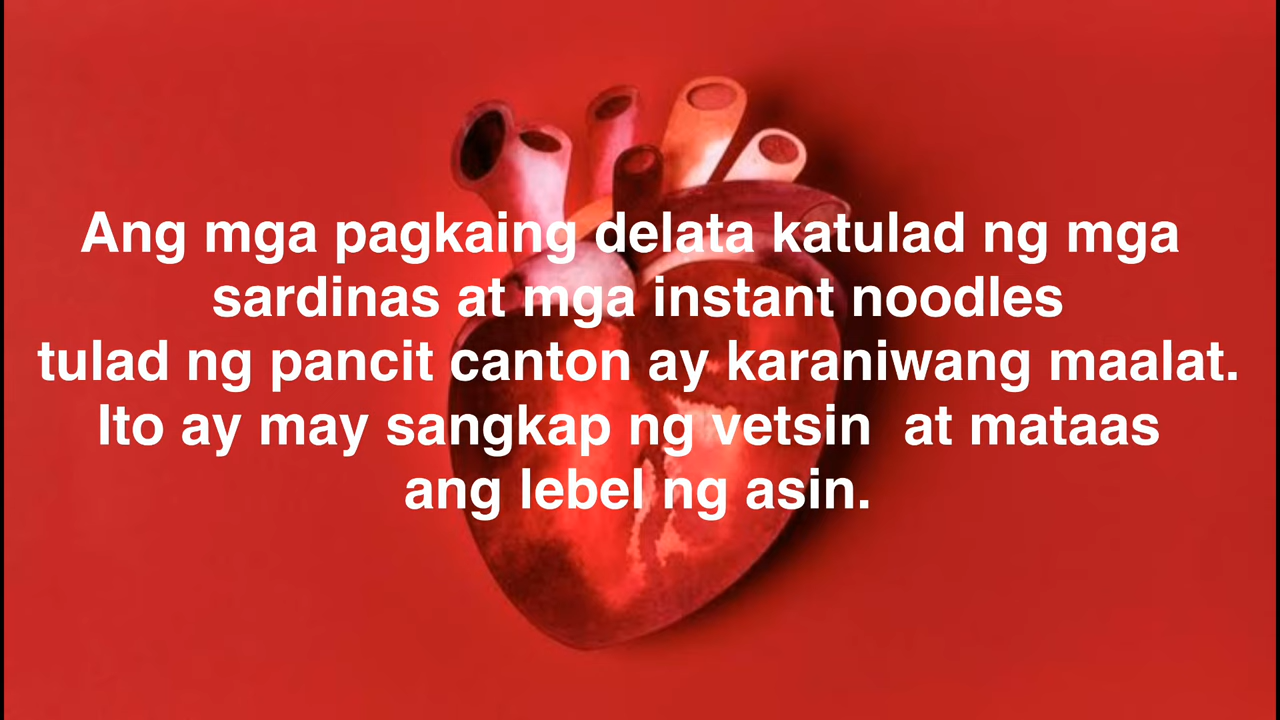 Ang mga pagkaing delata katulad ng mga
sardinas at mga instant noodles
tulad ng pancit canton ay karaniwang maalat.
Ito ay may sangkap ng vetsin  at mataas
ang lebel ng asin.